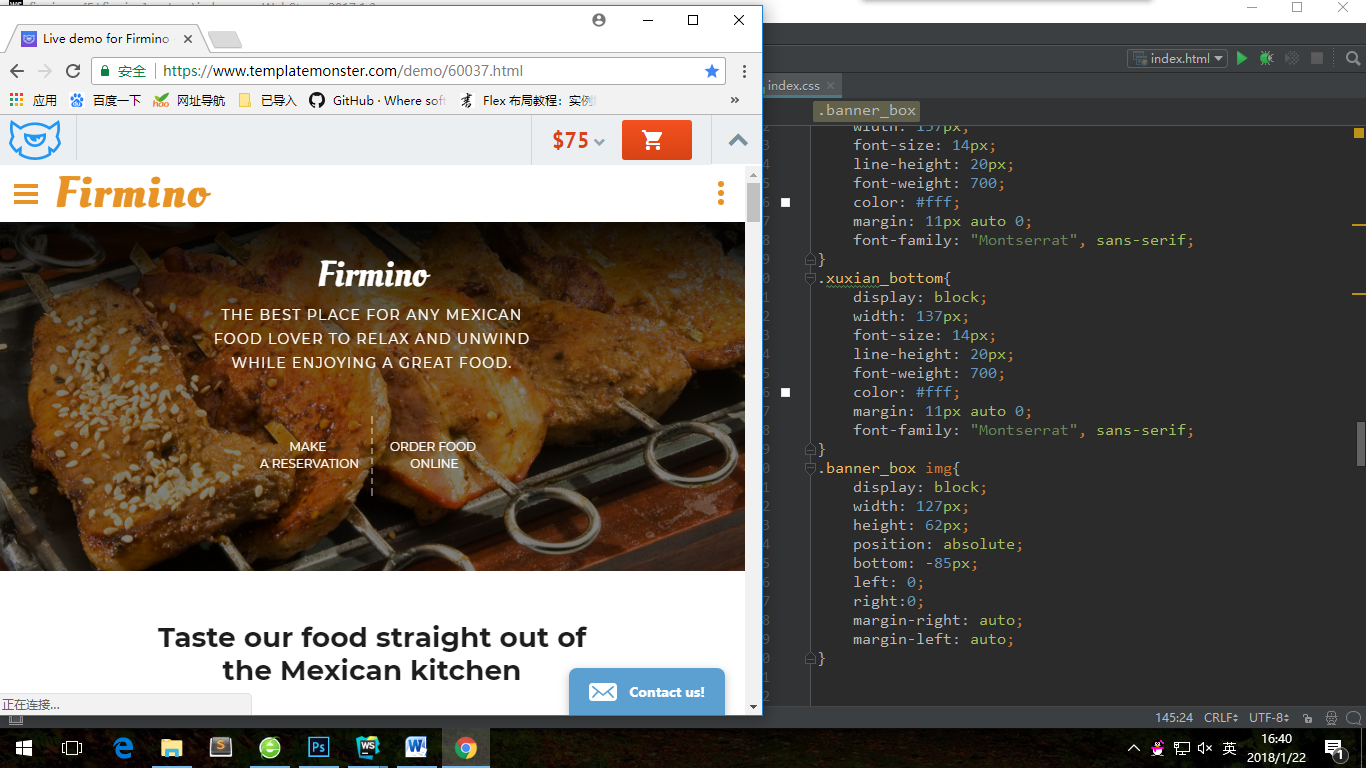 Live demo for Firmino
安全 https://www.templatemonster.com/demo/60037.html
应用 百度一下 hao 网址导航 已导入 GitHub · Where sof Flex 布局教程：实例 »
$75
Firmino
Firmino
THE BEST PLACE FOR ANY MEXICAN
FOOD LOVER TO RELAX AND UNWIND
WHILE ENJOYING A GREAT FOOD.
MAKE
A RESERVATION
ORDER FOOD
ONLINE
Taste our food straight out of
the Mexican kitchen
Contact us!
正在连接...
index.html
index.css
.banner_box
width: 137px;
font-size: 14px;
line-height: 20px;
font-weight: 700;
color: #fff;
margin: 11px auto 0;
font-family: "Montserrat", sans-serif;
}
.xuxian_bottom{
display: block;
width: 137px;
font-size: 14px;
line-height: 20px;
font-weight: 700;
color: #fff;
margin: 11px auto 0;
font-family: "Montserrat", sans-serif;
}
.banner_box img{
display: block;
width: 127px;
height: 62px;
position: absolute;
bottom: -85px;
left: 0;
right:0;
margin-right: auto;
margin-left: auto;
}
145:24 CRLF UTF-8
S Ps WS W 英 16:40
2018/1/22
1